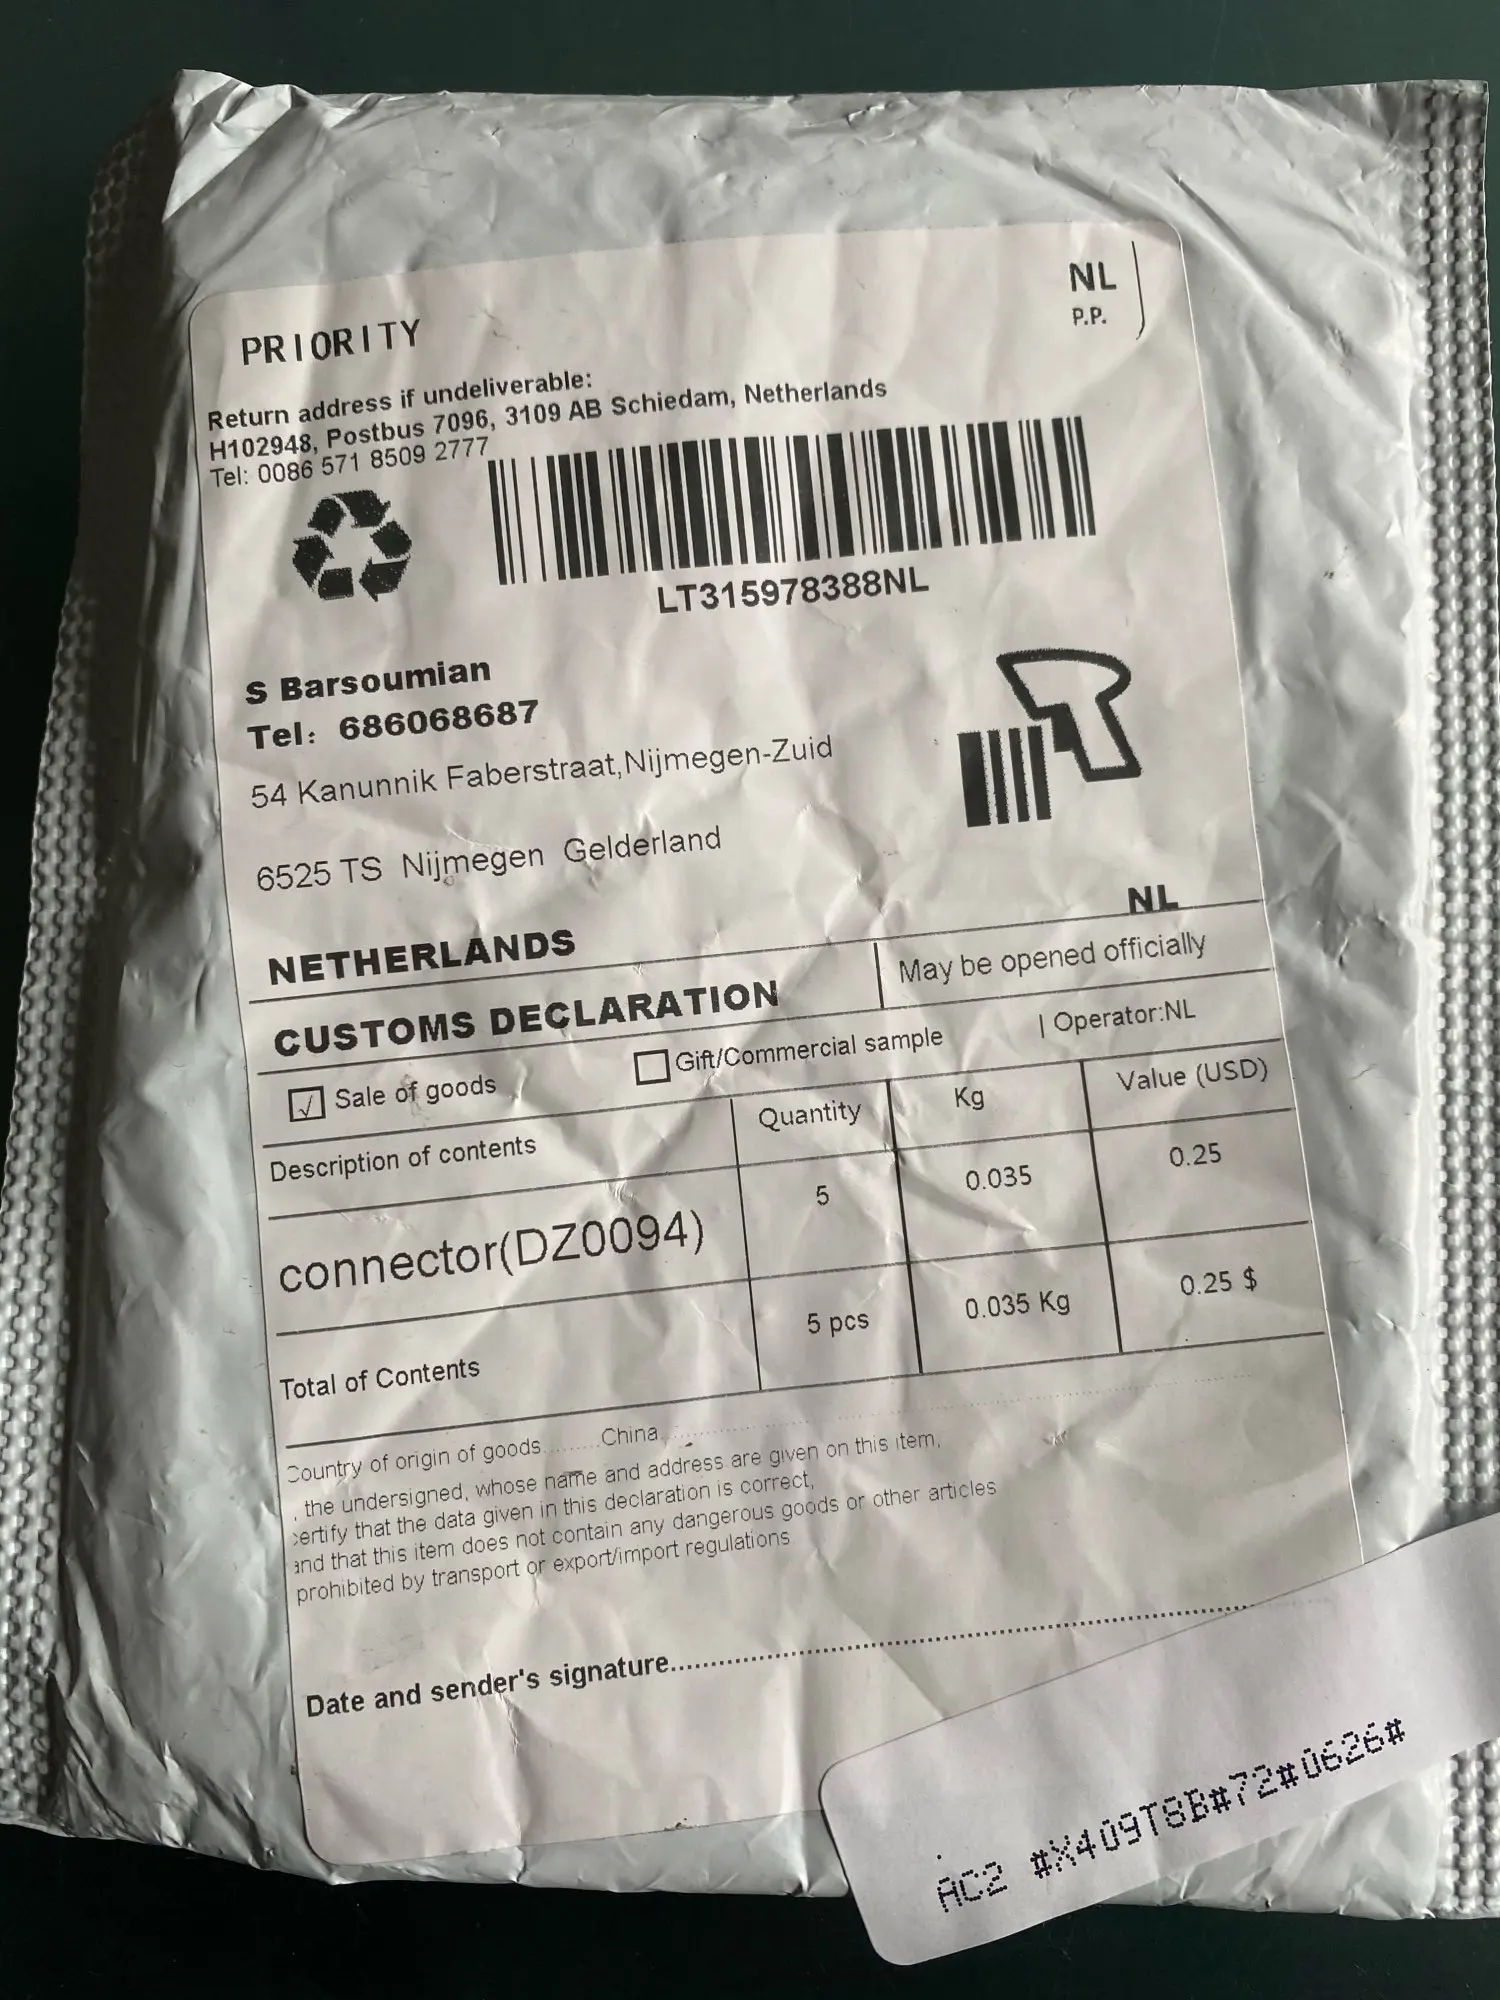 PRIORITY
NL
P.P.
Return address if undeliverable:
H102948, Postbus 7096, 3109 AB Schiedam, Netherlands
Tel: 0086 571 8509 2777
LT315978388NL
S Barsoumian
Tel: 686068687
54 Kanunnik Faberstraat,Nijmegen-Zuid
6525 TS Nijmegen Gelderland
NL
NETHERLANDS
CUSTOMS DECLARATION
May be opened officially
√ Sale of goods
Gift/Commercial sample
| Operator:NL
Description of contents
Quantity
Kg
Value (USD)
connector(DZ0094)
5
0.035
0.25
Total of Contents
5 pcs
0.035 Kg
0.25 $
Country of origin of goods.........China
, the undersigned, whose name and address are given on this item,
certify that the data given in this declaration is correct,
and that this item does not contain any dangerous goods or other articles
prohibited by transport or export/import regulations
Date and sender's signature......................................................
AC2 #X409T8B#72#0626#